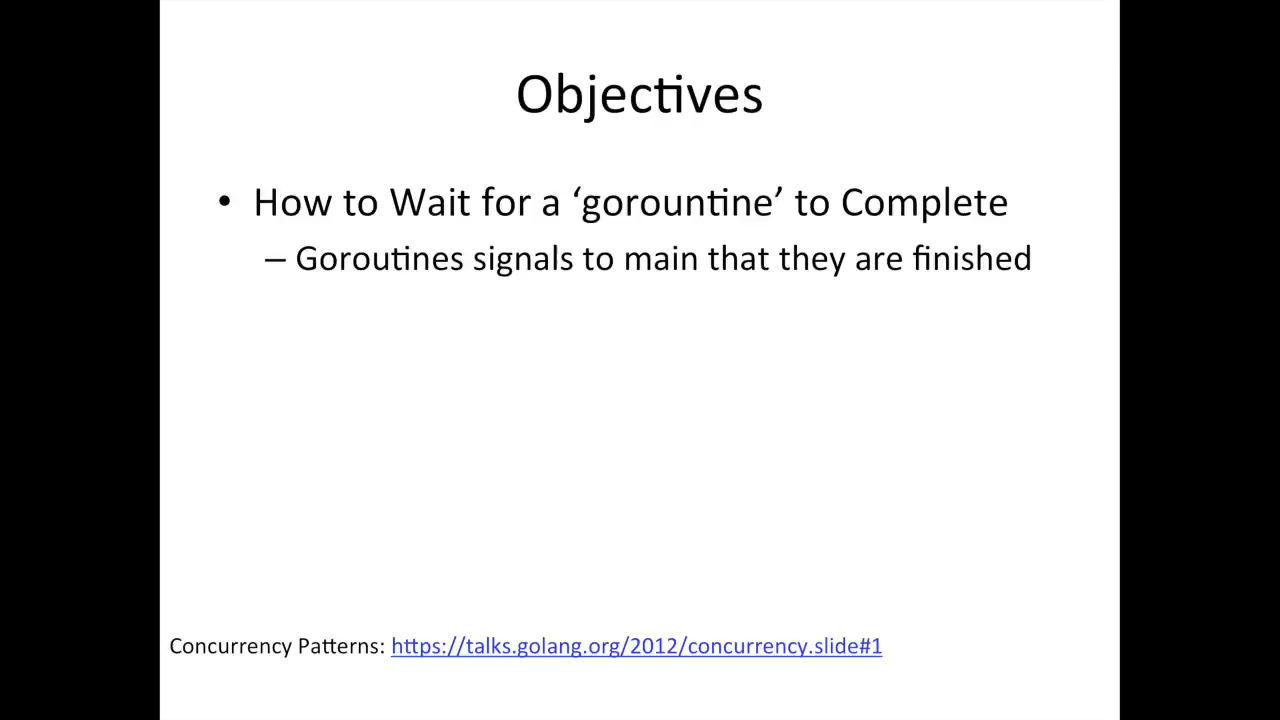 Objectives
• How to Wait for a ‘gorountine’ to Complete
– Goroutines signals to main that they are finished
Concurrency Patterns: https://talks.golang.org/2012/concurrency.slide#1